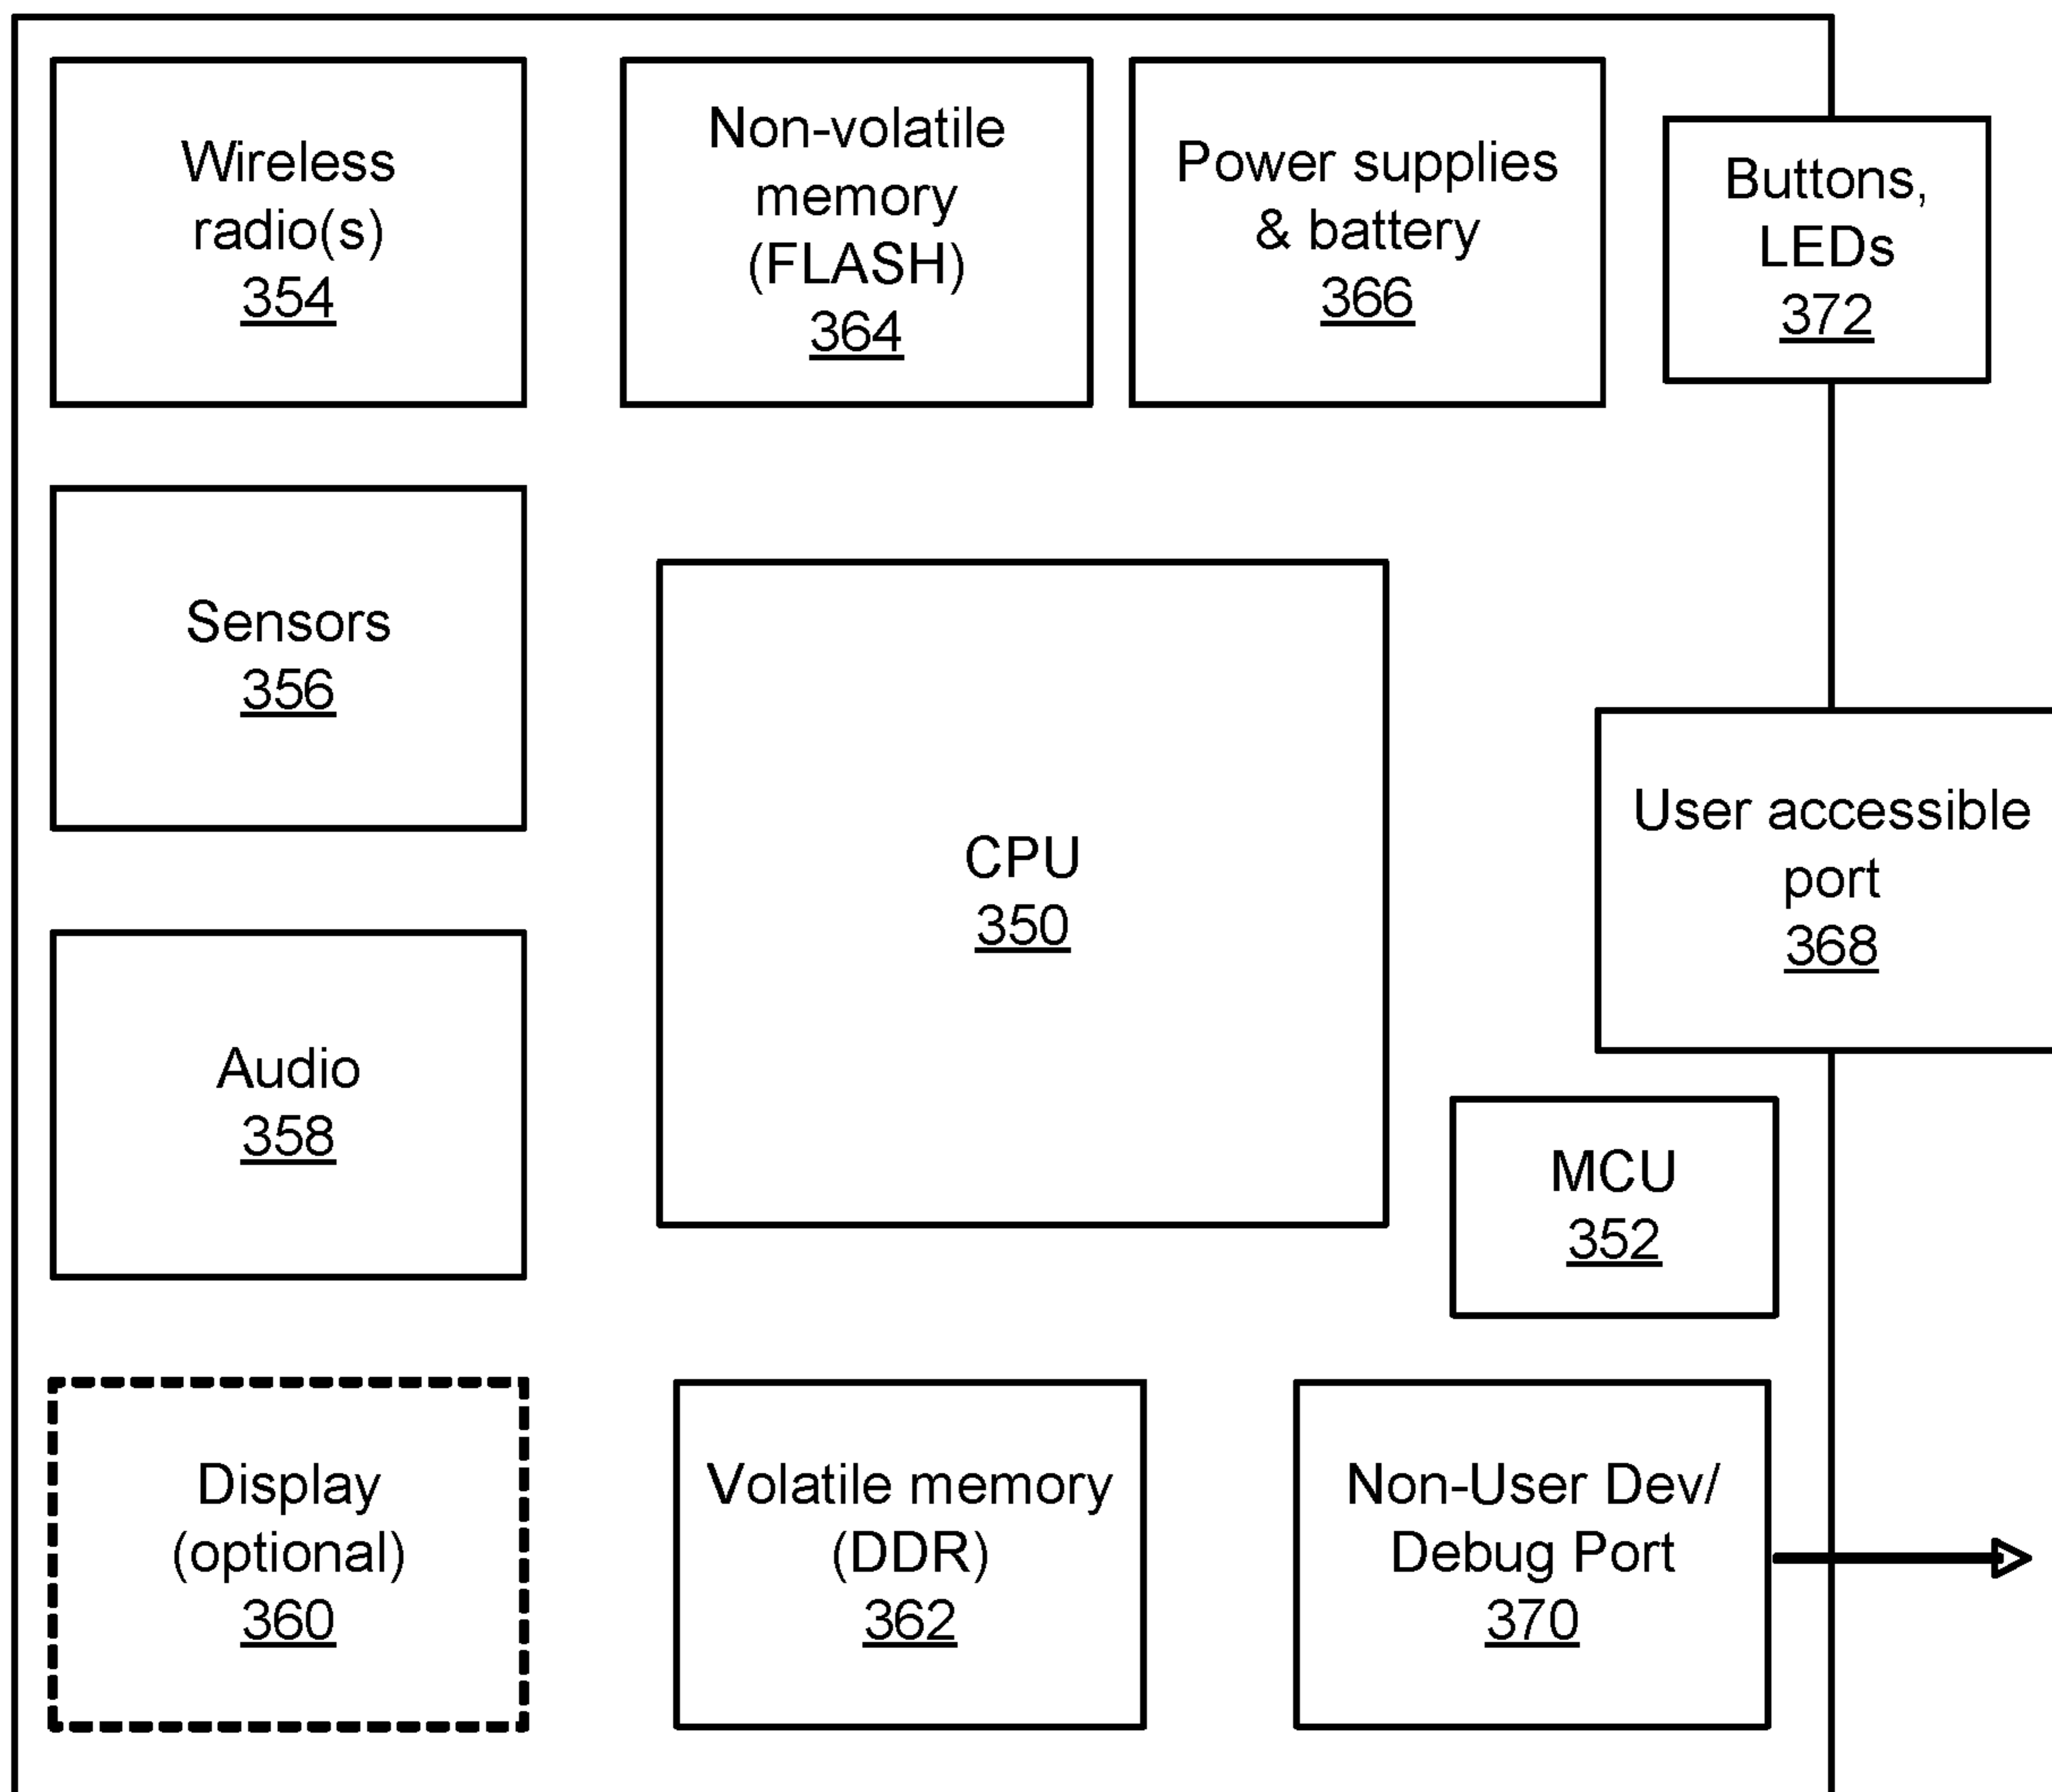 Wireless
radio(s)
354
Non-volatile
memory
(FLASH)
364
Power supplies
& battery
366
Buttons,
LEDs
372
Sensors
356
CPU
350
User accessible
port
368
Audio
358
MCU
352
Display
(optional)
360
Volatile memory
(DDR)
362
Non-User Dev/
Debug Port
370